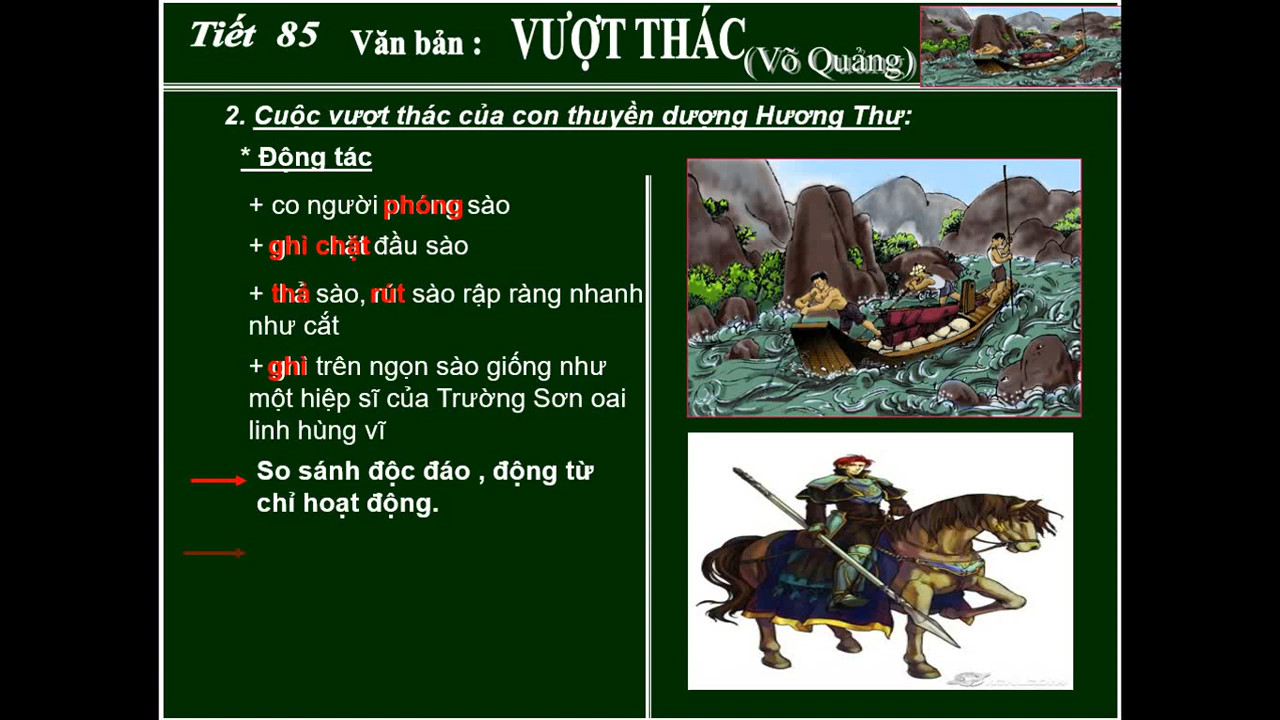 Tiết 85 Văn bản : VƯỢT THÁC (Võ Quảng)
2. Cuộc vượt thác của con thuyền dượng Hương Thư:
* Động tác
+ co người phóng sào
+ ghì chặt đầu sào
+ thả sào, rút sào rập ràng nhanh
như cắt
+ ghì trên ngọn sào giống như
một hiệp sĩ của Trường Sơn oai
linh hùng vĩ
So sánh độc đáo , động từ
chỉ hoạt động.